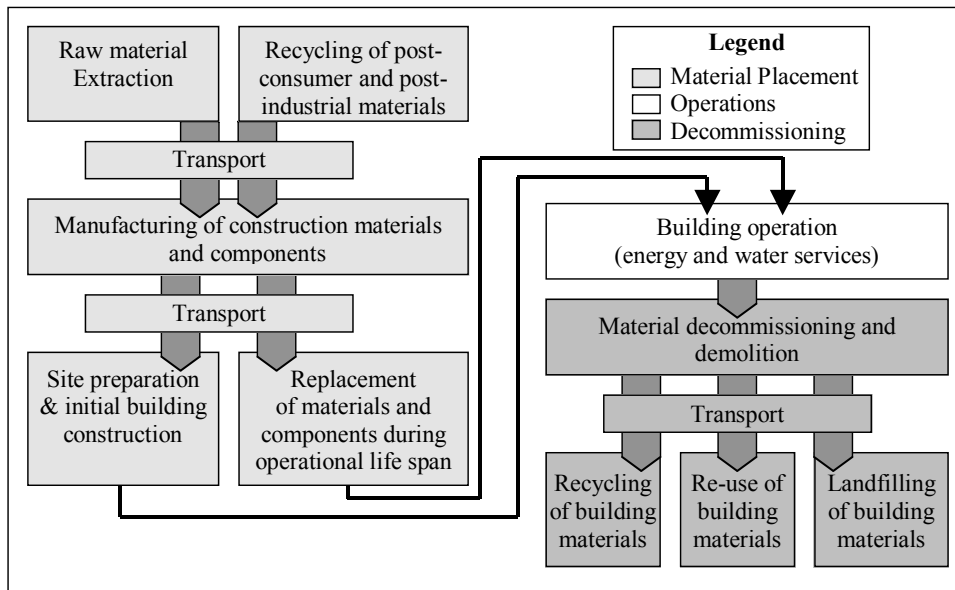 Raw material
Extraction
Recycling of post-
consumer and post-
industrial materials
Legend
Material Placement
Operations
Decommissioning
Transport
Manufacturing of construction materials
and components
Transport
Site preparation
& initial building
construction
Replacement
of materials and
components during
operational life span
Building operation
(energy and water services)
Material decommissioning and
demolition
Transport
Recycling
of building
materials
Re-use of
building
materials
Landfilling
of building
materials